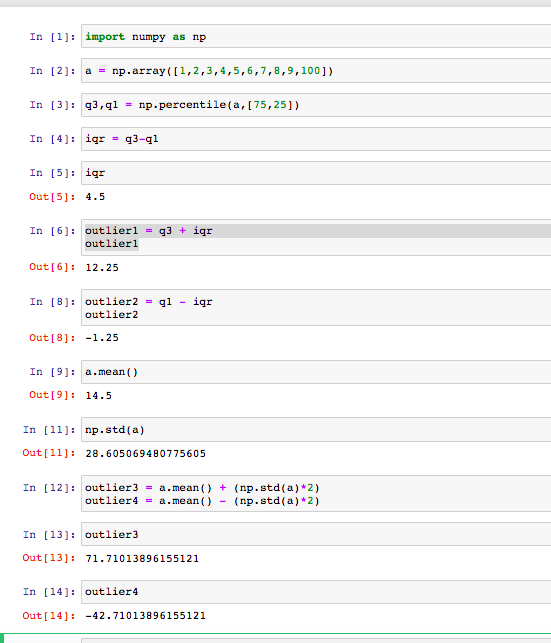 In [1]: import numpy as np
In [2]: a = np.array([1,2,3,4,5,6,7,8,9,100])
In [3]: q3,q1 = np.percentile(a,[75,25])
In [4]: iqr = q3-q1
In [5]: iqr
Out[5]: 4.5
In [6]: outlier1 = q3 + iqr
outlier1
Out[6]: 12.25
In [8]: outlier2 = q1 - iqr
outlier2
Out[8]: -1.25
In [9]: a.mean()
Out[9]: 14.5
In [11]: np.std(a)
Out[11]: 28.605069480775605
In [12]: outlier3 = a.mean() + (np.std(a)*2)
outlier4 = a.mean() - (np.std(a)*2)
In [13]: outlier3
Out[13]: 71.71013896155121
In [14]: outlier4
Out[14]: -42.71013896155121